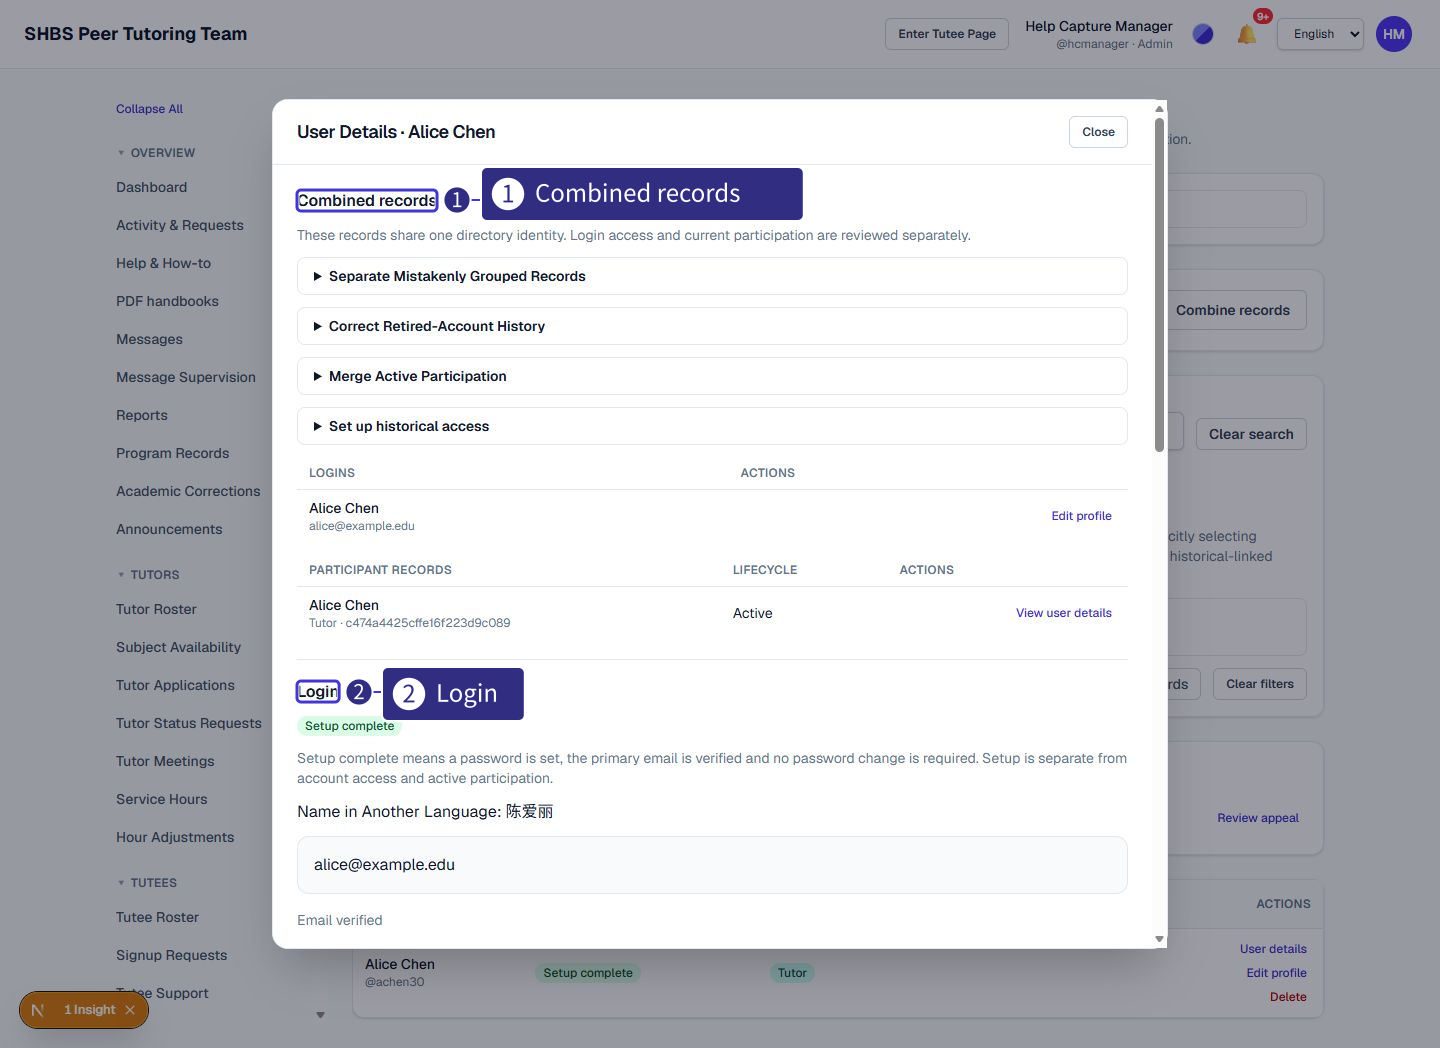 SHBS Peer Tutoring Team
Enter Tutee Page
Help Capture Manager
@hcmanager · Admin
9+
English
HM
Collapse All
OVERVIEW
Dashboard
Activity & Requests
Help & How-to
PDF handbooks
Messages
Message Supervision
Reports
Program Records
Academic Corrections
Announcements
TUTORS
Tutor Roster
Subject Availability
Tutor Applications
Tutor Status Requests
Tutor Meetings
Service Hours
Hour Adjustments
TUTEES
Tutee Roster
Signup Requests
Tutee Support
1 Insight
User Details · Alice Chen
Close
Combined records 1 1 Combined records
These records share one directory identity. Login access and current participation are reviewed separately.
Separate Mistakenly Grouped Records
Correct Retired-Account History
Merge Active Participation
Set up historical access
LOGINS ACTIONS
Alice Chen
alice@example.edu
Edit profile
PARTICIPANT RECORDS LIFECYCLE ACTIONS
Alice Chen
Tutor · c474a4425cffe16f223d9c089
Active
View user details
Login 2 2 Login
Setup complete
Setup complete means a password is set, the primary email is verified and no password change is required. Setup is separate from
account access and active participation.
Name in Another Language: 陈爱丽
alice@example.edu
Email verified
Combine records
Clear search
citly selecting
historical-linked
Clear filters
Review appeal
ACTIONS
Alice Chen
@achen30
Setup complete
Tutor
User details
Edit profile
Delete